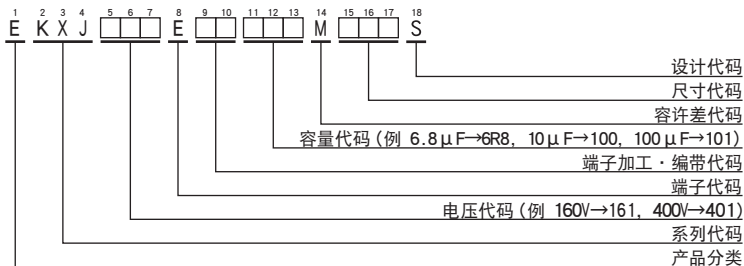 1 2 3 4 5 6 7 8 9 10 11 12 13 14 15 16 17 18
E K X J □□□ E □□ □□□ M □□□ S
设计代码
尺寸代码
容许差代码
容量代码(例 6.8μF→6R8, 10μF→100, 100μF→101)
端子加工・编带代码
端子代码
电压代码(例 160V→161, 400V→401)
系列代码
产品分类